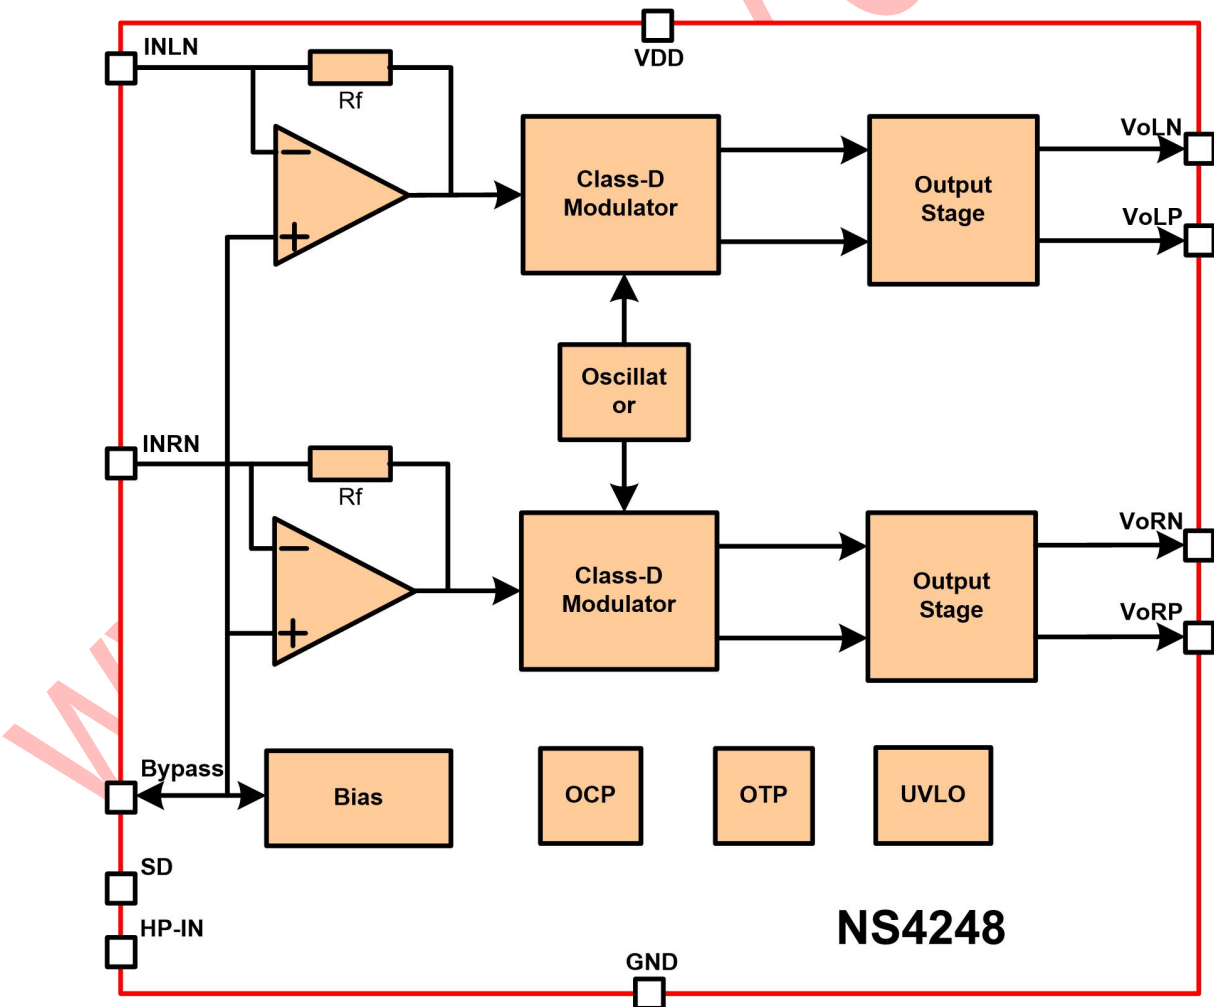 INLN
VDD
Rf
VoLN
Class-D
Modulator
Output
Stage
VoLP
Oscillat
or
INRN
Rf
VoRN
Class-D
Modulator
Output
Stage
VoRP
Bypass
Bias
OCP
OTP
UVLO
SD
HP-IN
NS4248
GND